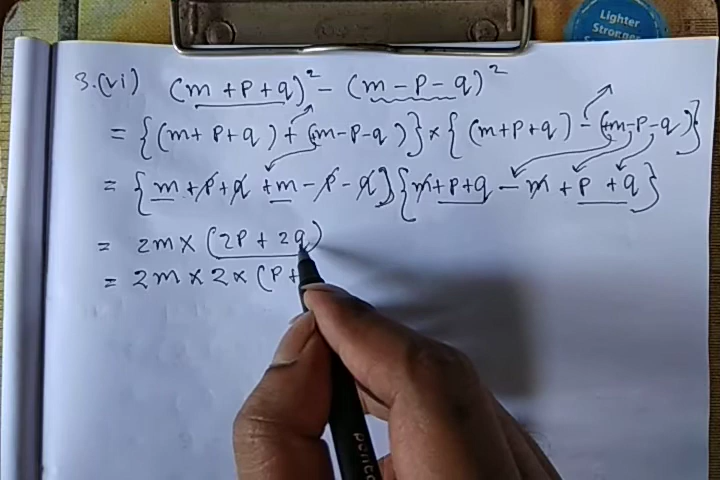 Lighter
Stronger
3.(vi) (m+p+q)² - (m-p-q)²
= {(m+p+q) + (m-p-q)} × {(m+p+q) - (+m-p-q)}
= {m+p+q+m-p-q}{m+p+q-m+p+q}
= 2m × (2p+2q)
= 2m × 2 × (p+